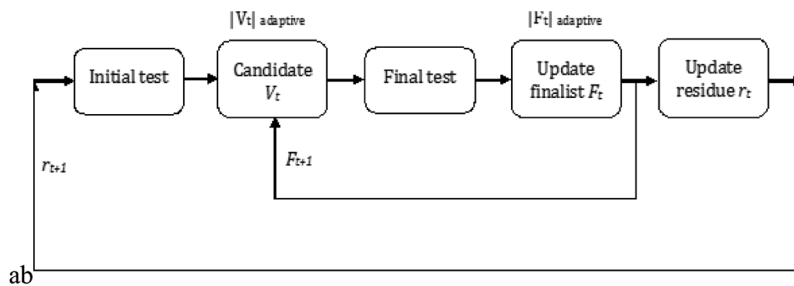 |Vt| adaptive
|Ft| adaptive
Initial test
Candidate
Vt
Final test
Update
finalist Ft
Update
residue rt
rt+1
Ft+1
ab